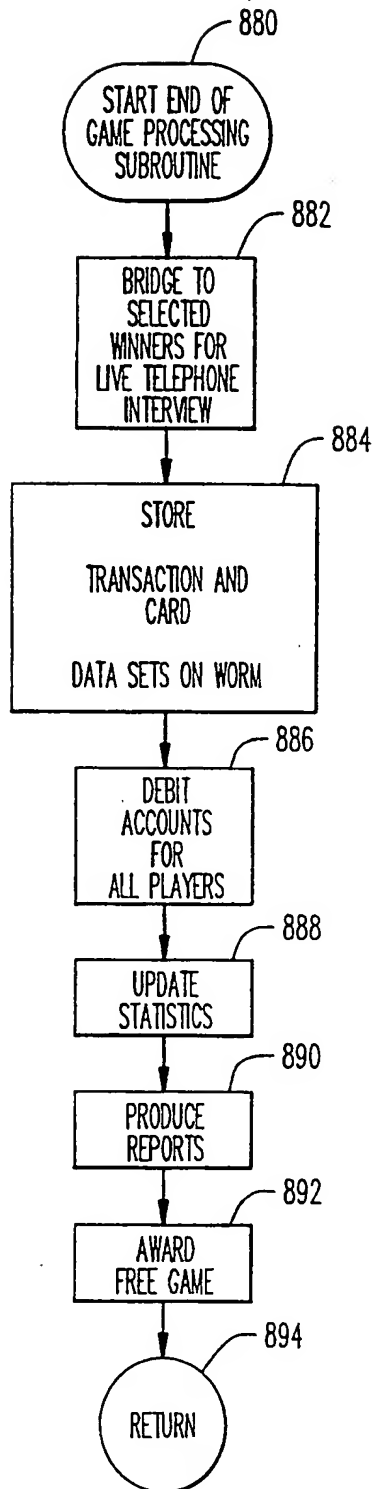 880
START END OF
GAME PROCESSING
SUBROUTINE
882
BRIDGE TO
SELECTED
WINNERS FOR
LIVE TELEPHONE
INTERVIEW
884
STORE
TRANSACTION AND
CARD
DATA SETS ON WORM
886
DEBIT
ACCOUNTS
FOR
ALL PLAYERS
888
UPDATE
STATISTICS
890
PRODUCE
REPORTS
892
AWARD
FREE GAME
894
RETURN